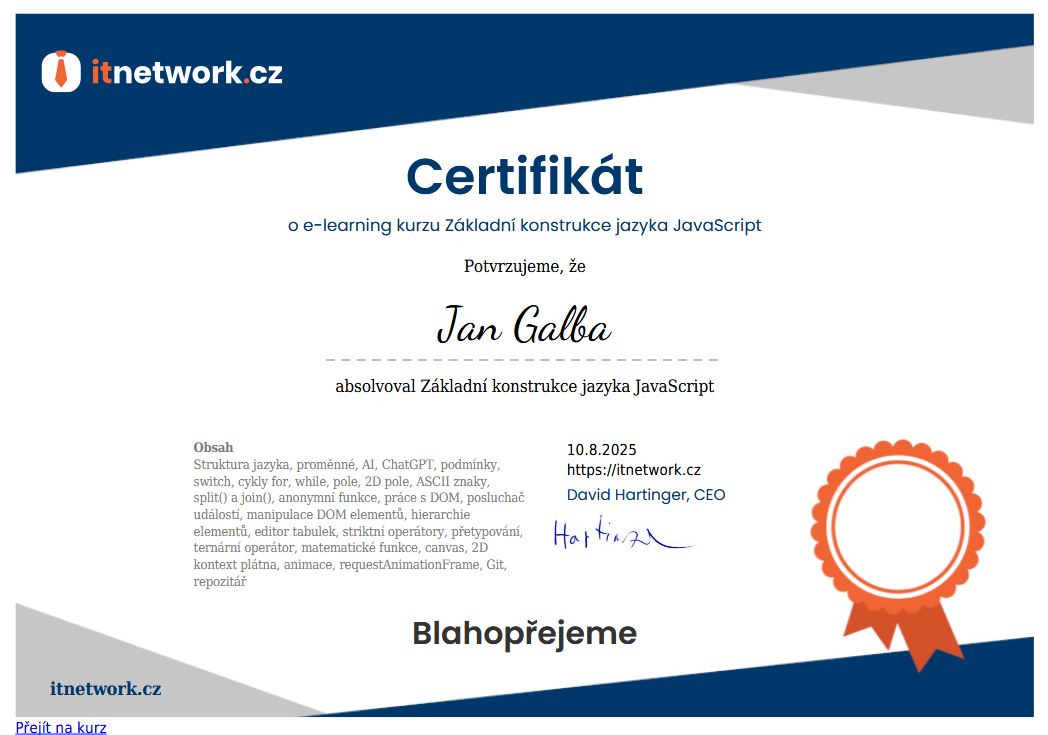 itnetwork.cz
Certifikát
o e-learning kurzu Základní konstrukce jazyka JavaScript
Potvrzujeme, že
Jan Galba
absolvoval Základní konstrukce jazyka JavaScript
Obsah
Struktura jazyka, proměnné, AI, ChatGPT, podmínky,
switch, cykly for, while, pole, 2D pole, ASCII znaky,
split() a join(), anonymní funkce, práce s DOM, posluchač
událostí, manipulace DOM elementů, hierarchie
elementů, editor tabulek, striktní operátory, přetypování,
ternární operátor, matematické funkce, canvas, 2D
kontext plátna, animace, requestAnimationFrame, Git,
repozitář
10.8.2025
https://itnetwork.cz
David Hartinger, CEO
Blahopřejeme
itnetwork.cz
Přejít na kurz